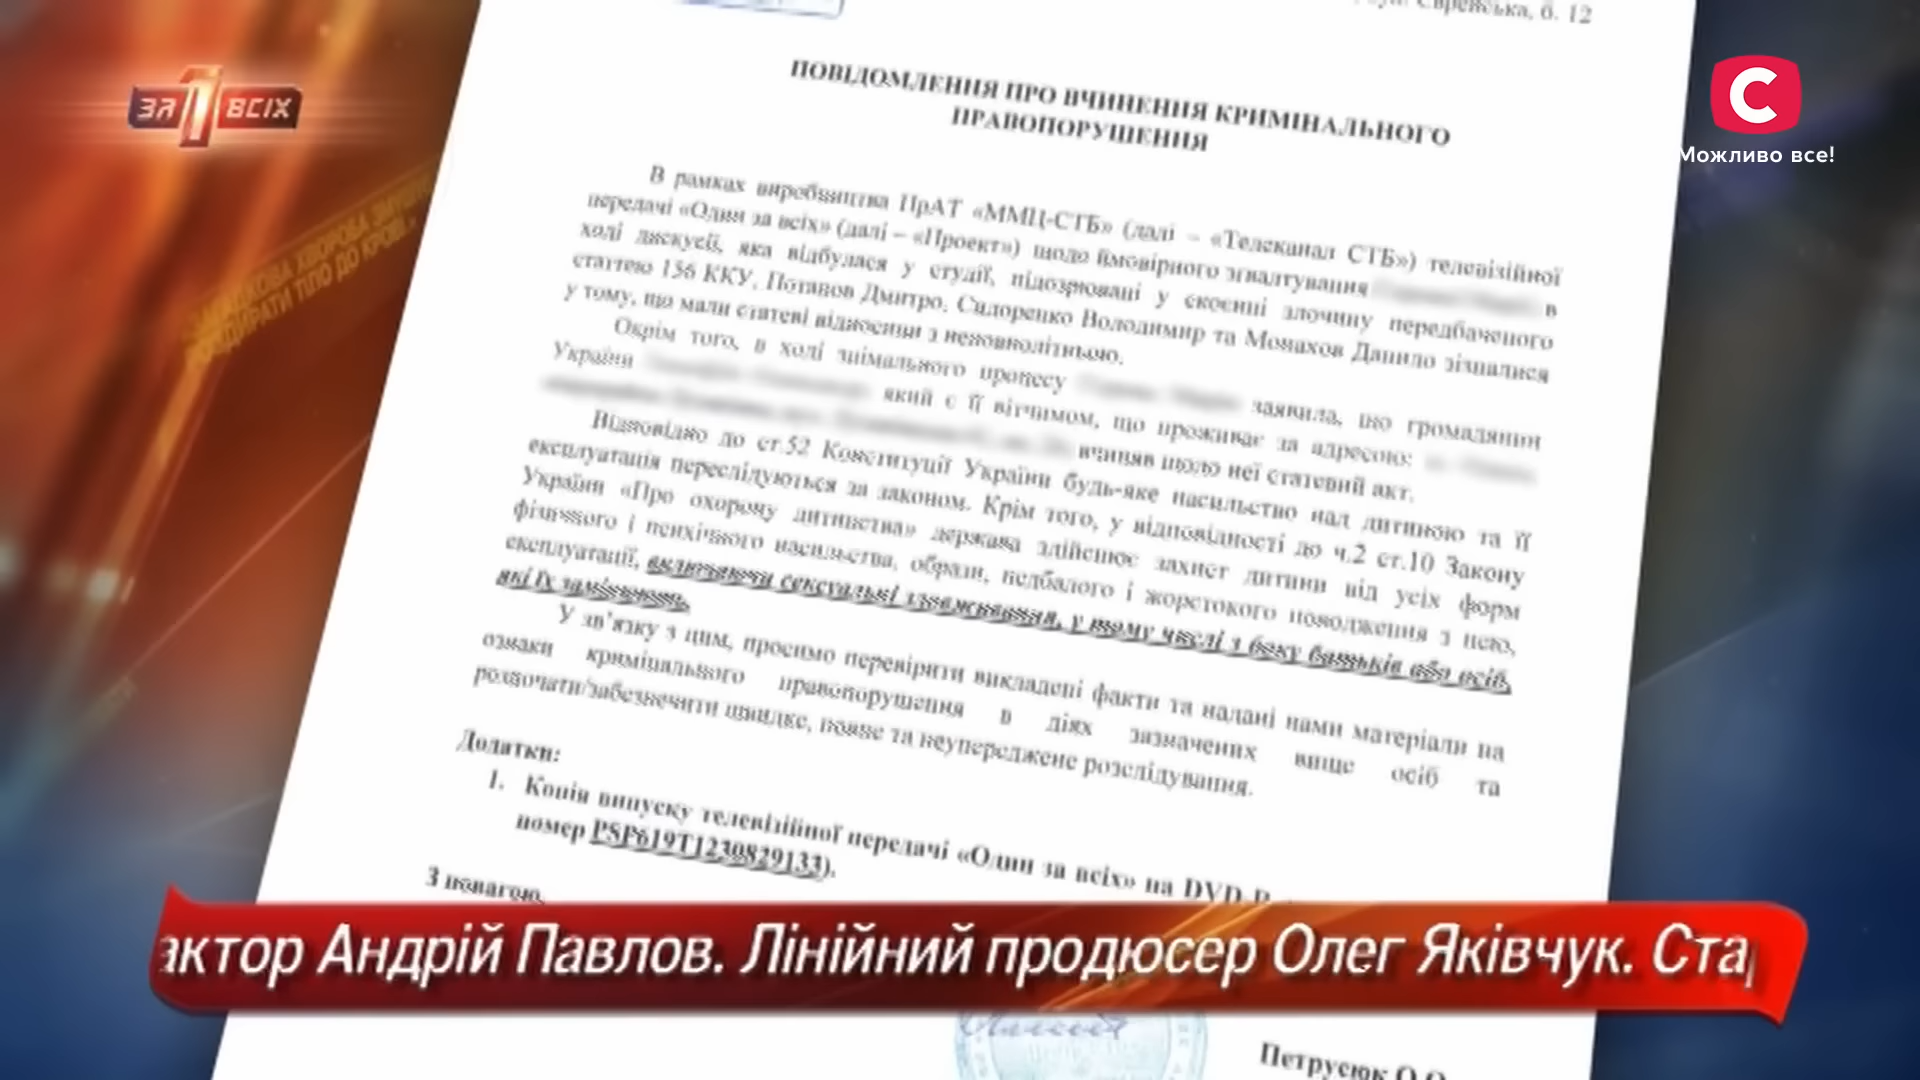 вул. Єврейська, б. 12
ПОВІДОМЛЕННЯ ПРО ВЧИНЕННЯ КРИМІНАЛЬНОГО
ПРАВОПОРУШЕННЯ
ЗА 1 ВСІХ
С
Можливо все!
В рамках виробництва ПрАТ «ММЦ-СТБ» (далі – «Телеканал СТБ») телевізійної
передачі «Один за всіх» (далі – «Проект») щодо ймовірного зґвалтування в
ході дискусії, яка відбулася у студії, підозрювані у скоєнні злочину передбаченого
статтею 156 ККУ, Потапов Дмитро, Сидоренко Володимир та Монахов Данило зізналися
у тому, що мали статеві відносини з неповнолітньою.
Окрім того, в ході знімального процесу заявила, що громадянин
України який є її вітчимом, що проживає за адресою:
вчиняв щодо неї статевий акт.
Відповідно до ст.52 Конституції України будь-яке насильство над дитиною та її
експлуатація переслідуються за законом. Крім того, у відповідності до ч.2 ст.10 Закону
України «Про охорону дитинства» держава здійснює захист дитини від усіх форм
фізичного і психічного насильства, образи, недбалого і жорстокого поводження з нею,
експлуатації, включаючи сексуальні зловживання, у тому числі з боку батьків або осіб,
які їх замінюють.
У зв’язку з цим, просимо перевірити викладені факти та надані нами матеріали на
ознаки кримінального правопорушення в діях зазначених вище осіб та
розпочати/забезпечити швидке, повне та неупереджене розслідування.
Додатки:
1. Копія випуску телевізійної передачі «Один за всіх» на DVD-R
номер PSP619T1230829133).
З повагою,
актор Андрій Павлов. Лінійний продюсер Олег Яківчук. Ста
Петрусюк О.О.